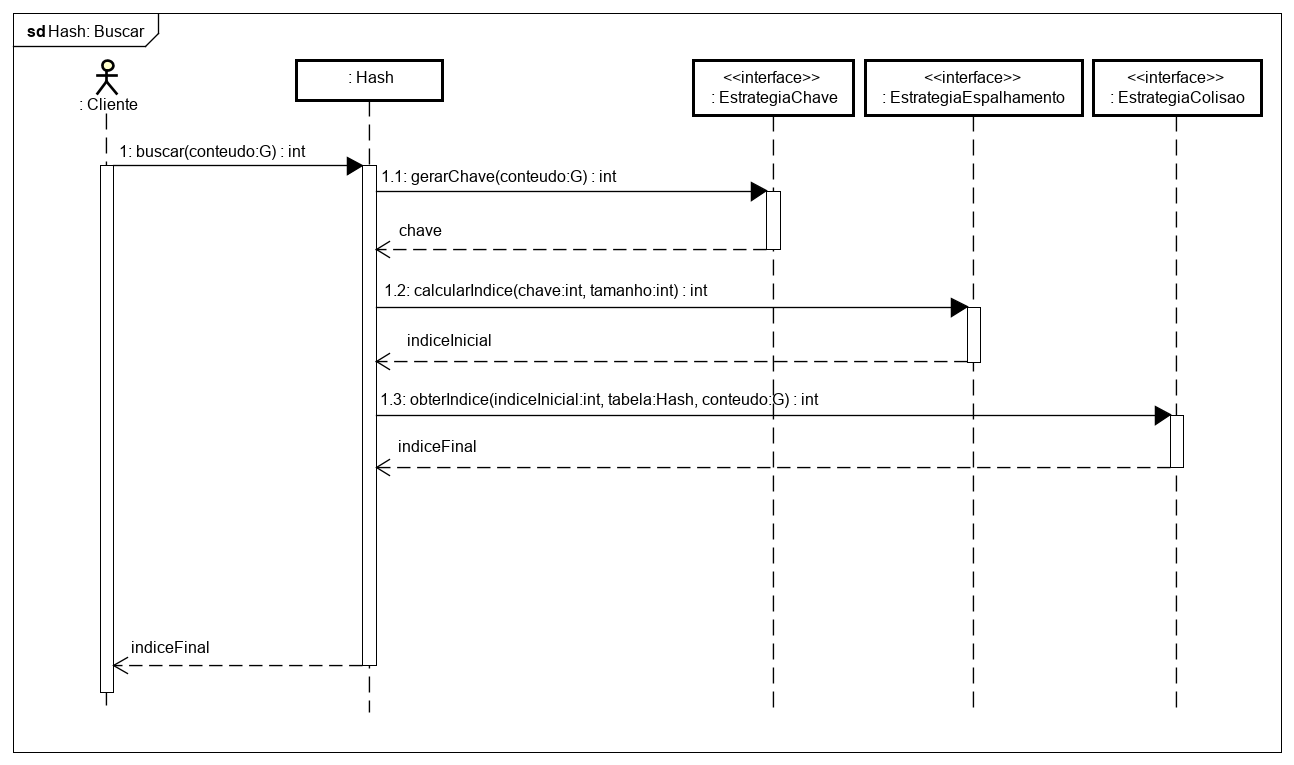 sd Hash: Buscar
: Cliente
: Hash
<<interface>>
: EstrategiaChave
<<interface>>
: EstrategiaEspalhamento
<<interface>>
: EstrategiaColisao
1: buscar(conteudo:G) : int
1.1: gerarChave(conteudo:G) : int
chave
1.2: calcularIndice(chave:int, tamanho:int) : int
indiceInicial
1.3: obterIndice(indiceInicial:int, tabela:Hash, conteudo:G) : int
indiceFinal
indiceFinal